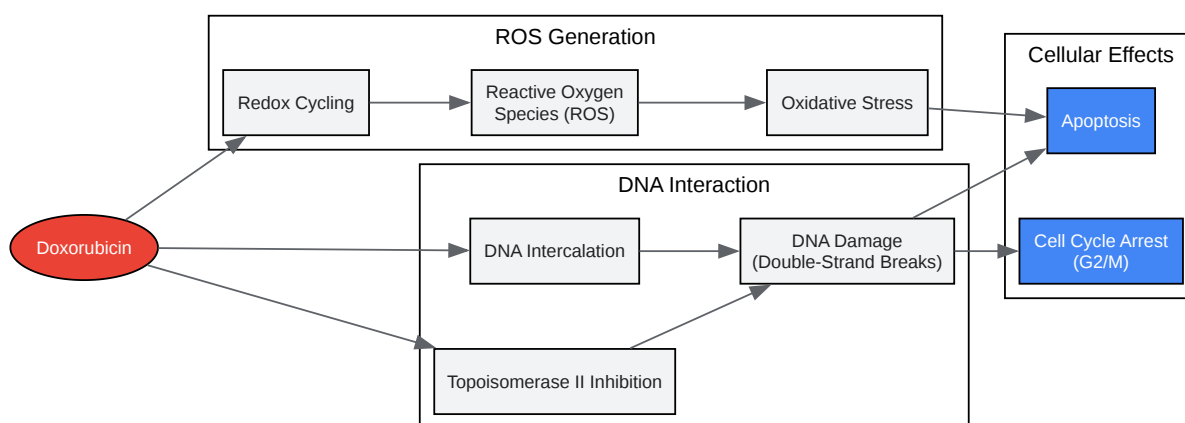 ROS Generation
Cellular Effects
Redox Cycling
Reactive Oxygen
Species (ROS)
Oxidative Stress
Apoptosis
DNA Interaction
Doxorubicin
DNA Intercalation
DNA Damage
(Double-Strand Breaks)
Cell Cycle Arrest
(G2/M)
Topoisomerase II Inhibition